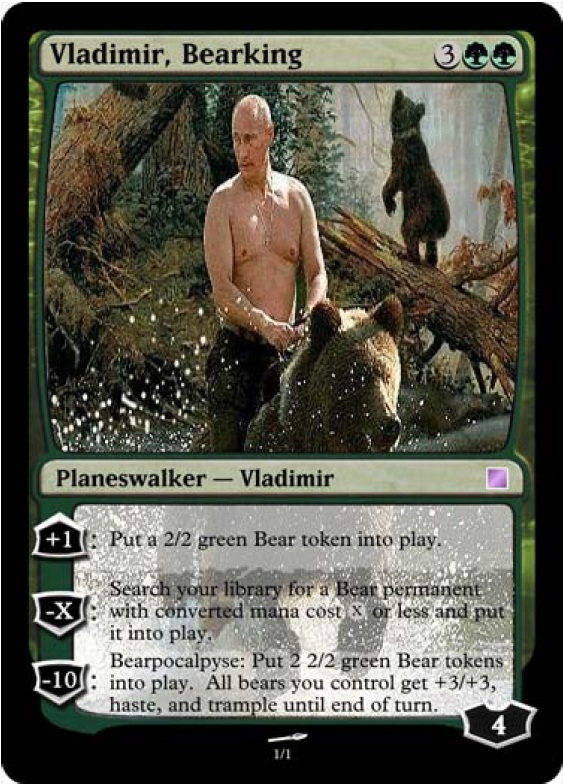 Vladimir, Bearking 3
Planeswalker — Vladimir
+1 : Put a 2/2 green Bear token into play.
Search your library for a Bear permanent
-X : with converted mana cost X or less and put
it into play.
Bearpocalpyse: Put 2 2/2 green Bear tokens
-10 : into play. All bears you control get +3/+3,
haste, and trample until end of turn.
4
1/1